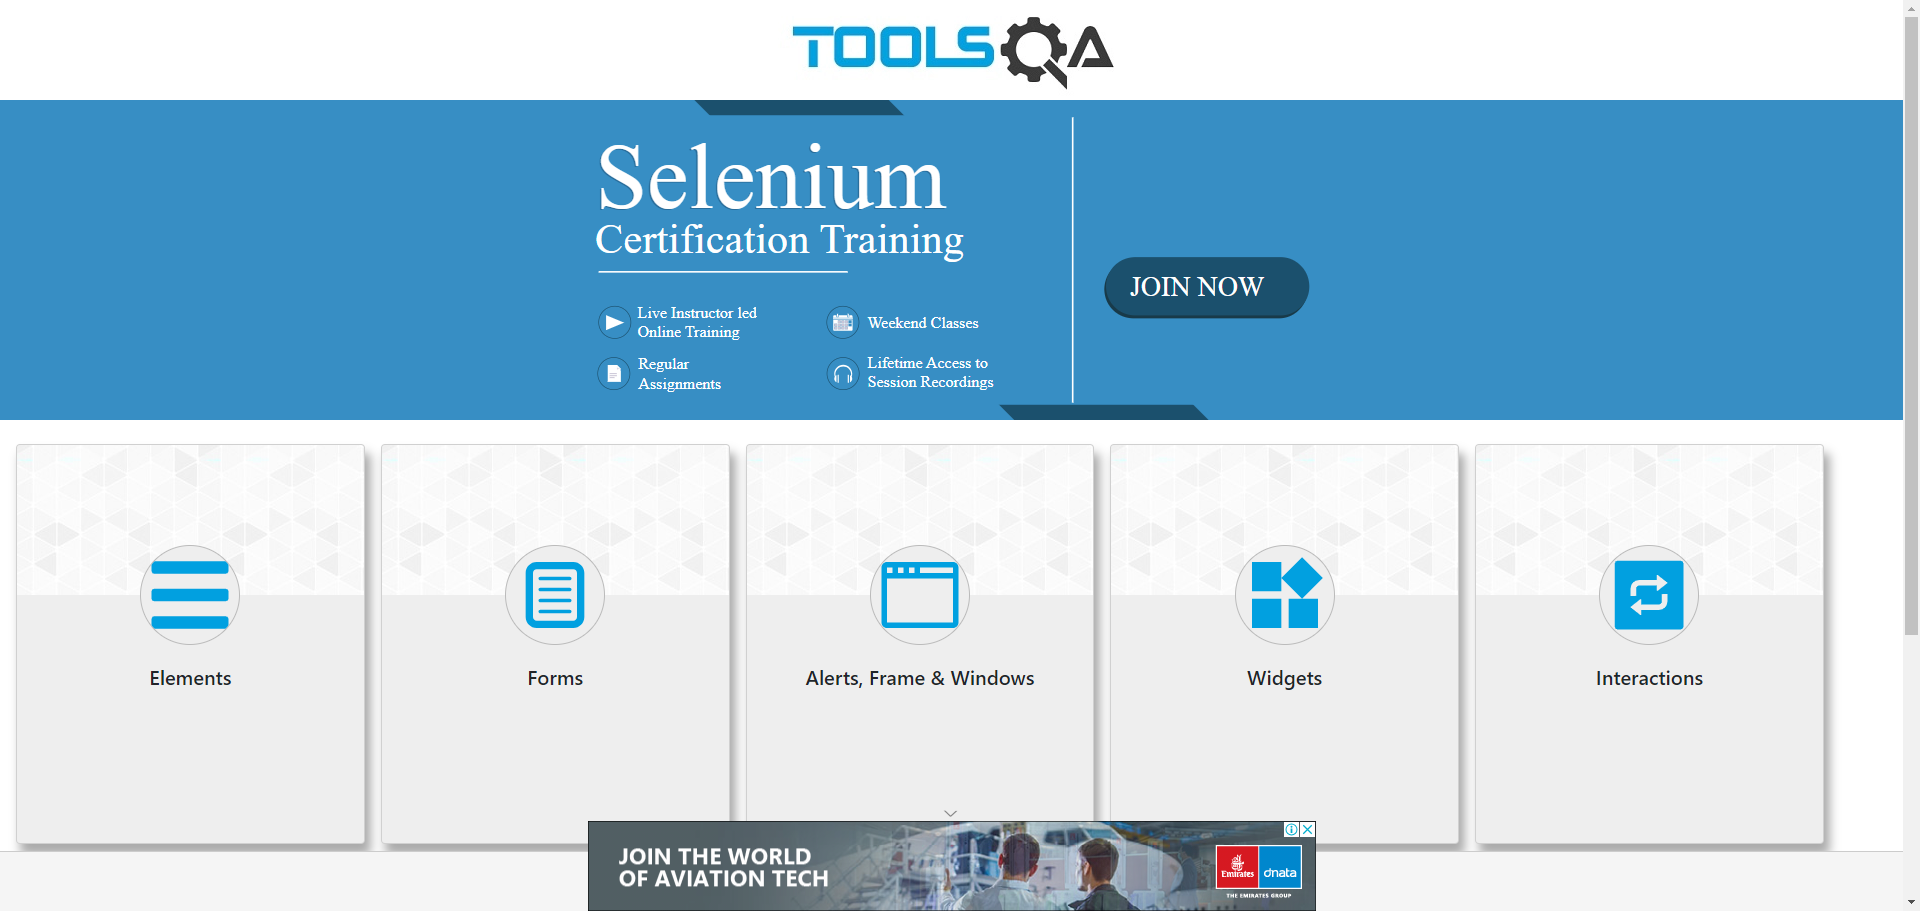 TOOLSQA
Selenium
Certification Training
Live Instructor led
Online Training
Weekend Classes
Regular
Assignments
Lifetime Access to
Session Recordings
JOIN NOW
Elements
Forms
Alerts, Frame & Windows
Widgets
Interactions
JOIN THE WORLD
OF AVIATION TECH
Emirates
dnata
THE EMIRATES GROUP